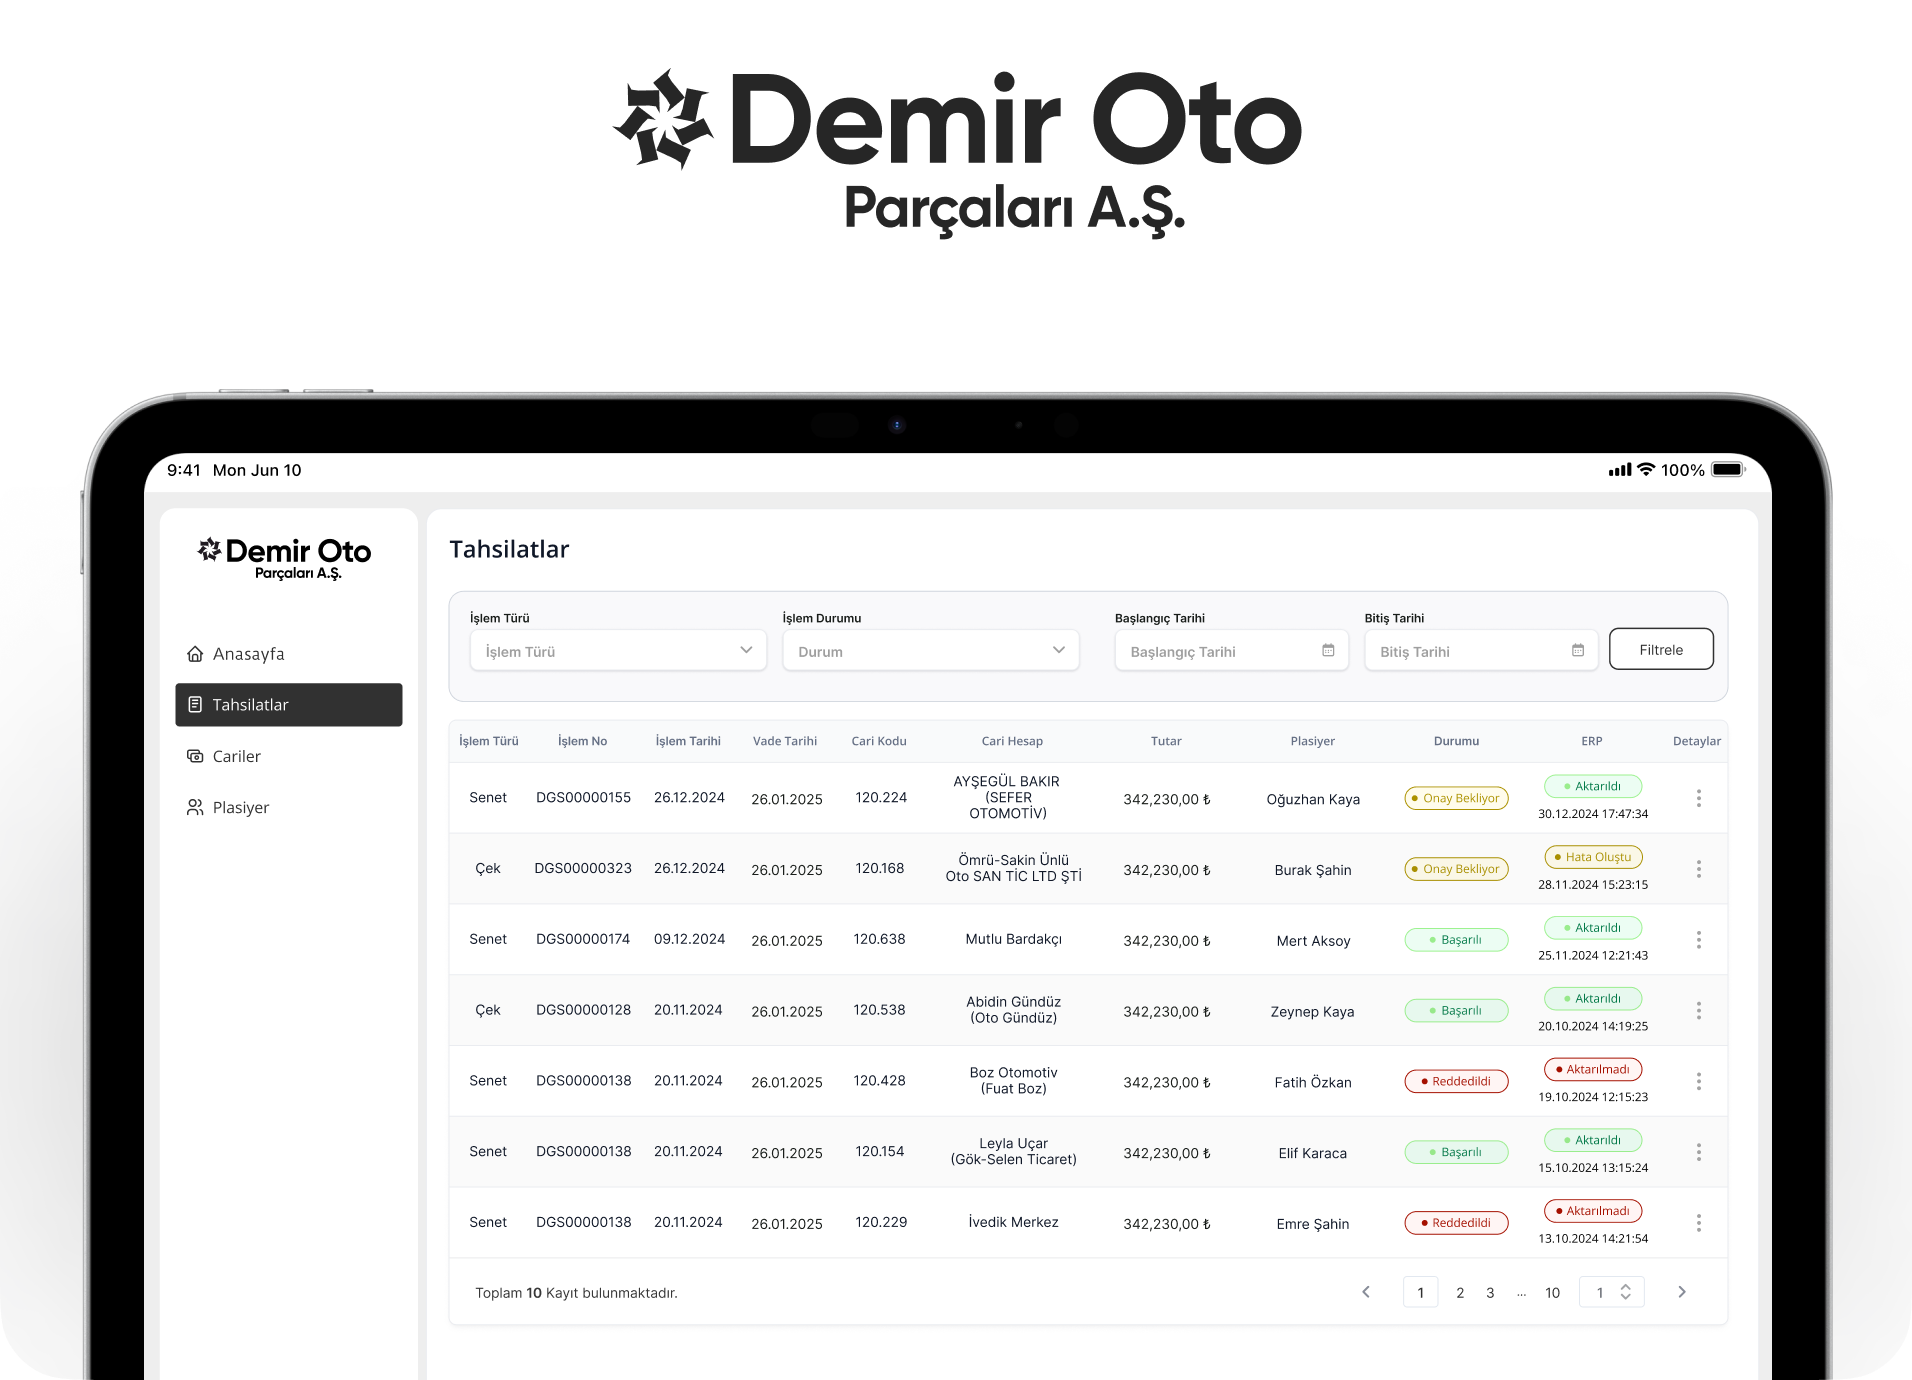 Demir Oto
Parçaları A.Ş.
9:41 Mon Jun 10
100%
Demir Oto
Parçaları A.Ş.
Anasayfa
Tahsilatlar
Cariler
Plasiyer
Tahsilatlar
İşlem Türü İşlem Durumu Başlangıç Tarihi Bitiş Tarihi
İşlem Türü Durum Başlangıç Tarihi Bitiş Tarihi Filtrele
İşlem Türü İşlem No İşlem Tarihi Vade Tarihi Cari Kodu Cari Hesap Tutar Plasiyer Durumu ERP Detaylar
Senet DGS00000155 26.12.2024 26.01.2025 120.224 AYŞEGÜL BAKIR
(SEFER
OTOMOTİV) 342,230,00 ₺ Oğuzhan Kaya Onay Bekliyor Aktarıldı
30.12.2024 17:47:34
Çek DGS00000323 26.12.2024 26.01.2025 120.168 Ömrü-Sakin Ünlü
Oto SAN TİC LTD ŞTİ 342,230,00 ₺ Burak Şahin Onay Bekliyor Hata Oluştu
28.11.2024 15:23:15
Senet DGS00000174 09.12.2024 26.01.2025 120.638 Mutlu Bardakçı 342,230,00 ₺ Mert Aksoy Başarılı Aktarıldı
25.11.2024 12:21:43
Çek DGS00000128 20.11.2024 26.01.2025 120.538 Abidin Gündüz
(Oto Gündüz) 342,230,00 ₺ Zeynep Kaya Başarılı Aktarıldı
20.10.2024 14:19:25
Senet DGS00000138 20.11.2024 26.01.2025 120.428 Boz Otomotiv
(Fuat Boz) 342,230,00 ₺ Fatih Özkan Reddedildi Aktarılmadı
19.10.2024 12:15:23
Senet DGS00000138 20.11.2024 26.01.2025 120.154 Leyla Uçar
(Gök-Selen Ticaret) 342,230,00 ₺ Elif Karaca Başarılı Aktarıldı
15.10.2024 13:15:24
Senet DGS00000138 20.11.2024 26.01.2025 120.229 İvedik Merkez 342,230,00 ₺ Emre Şahin Reddedildi Aktarılmadı
13.10.2024 14:21:54
Toplam 10 Kayıt bulunmaktadır. 1 2 3 ... 10 1